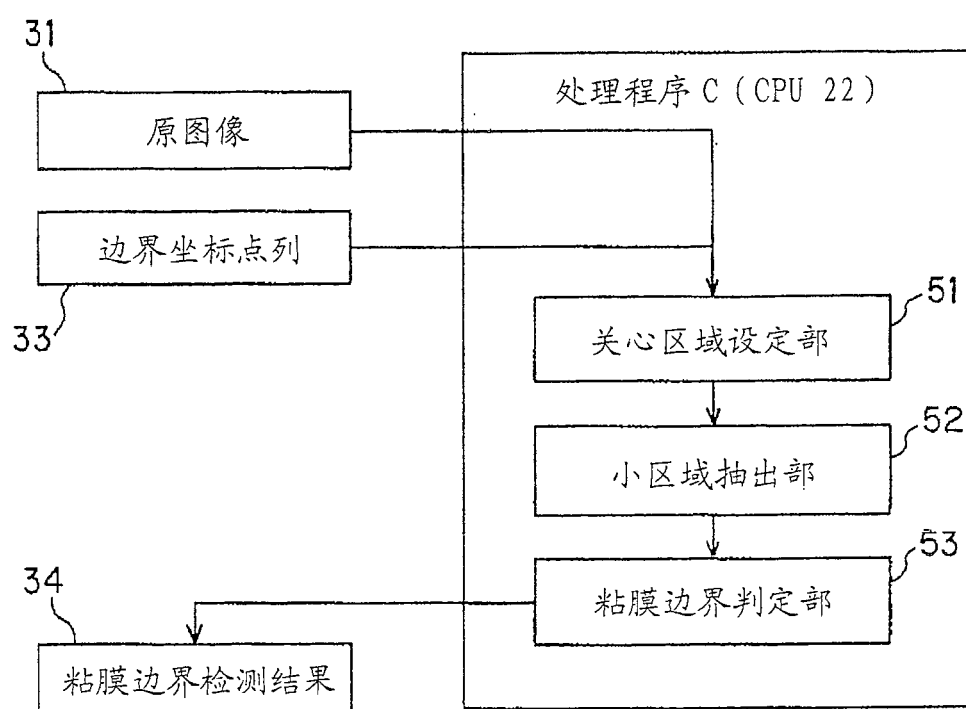 31
处理程序 C (CPU 22)
原图像
边界坐标点列
33
51
关心区域设定部
52
小区域抽出部
53
粘膜边界判定部
34
粘膜边界检测结果